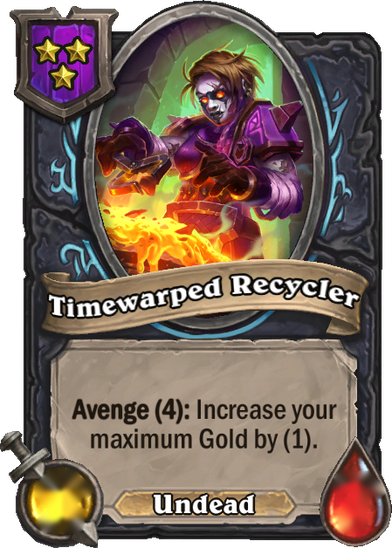 Timewarped Recycler
Avenge (4): Increase your
maximum Gold by (1).
Undead